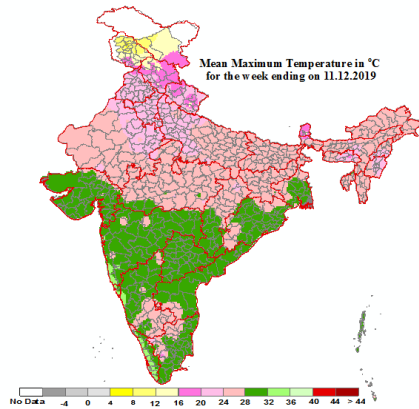 Mean Maximum Temperature in °C
for the week ending on 11.12.2019
No Data -4 0 4 8 12 16 20 24 28 32 36 40 44 > 44